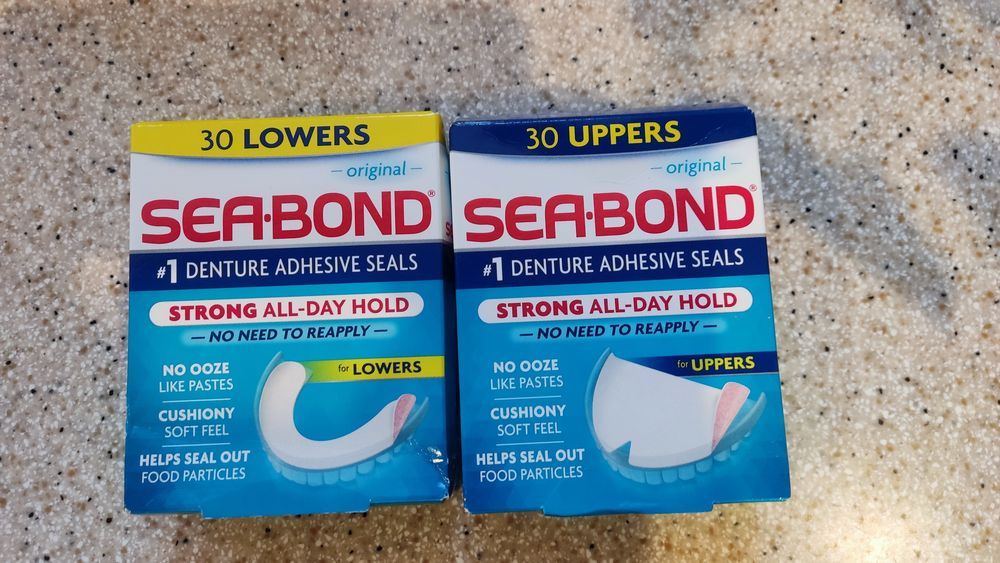 30 LOWERS
original
SEA·BOND®
#1 DENTURE ADHESIVE SEALS
STRONG ALL-DAY HOLD
NO NEED TO REAPPLY
NO OOZE
LIKE PASTES
CUSHIONY
SOFT FEEL
HELPS SEAL OUT
FOOD PARTICLES
for LOWERS
30 UPPERS
original
SEA·BOND®
#1 DENTURE ADHESIVE SEALS
STRONG ALL-DAY HOLD
NO NEED TO REAPPLY
NO OOZE
LIKE PASTES
CUSHIONY
SOFT FEEL
HELPS SEAL OUT
FOOD PARTICLES
for UPPERS